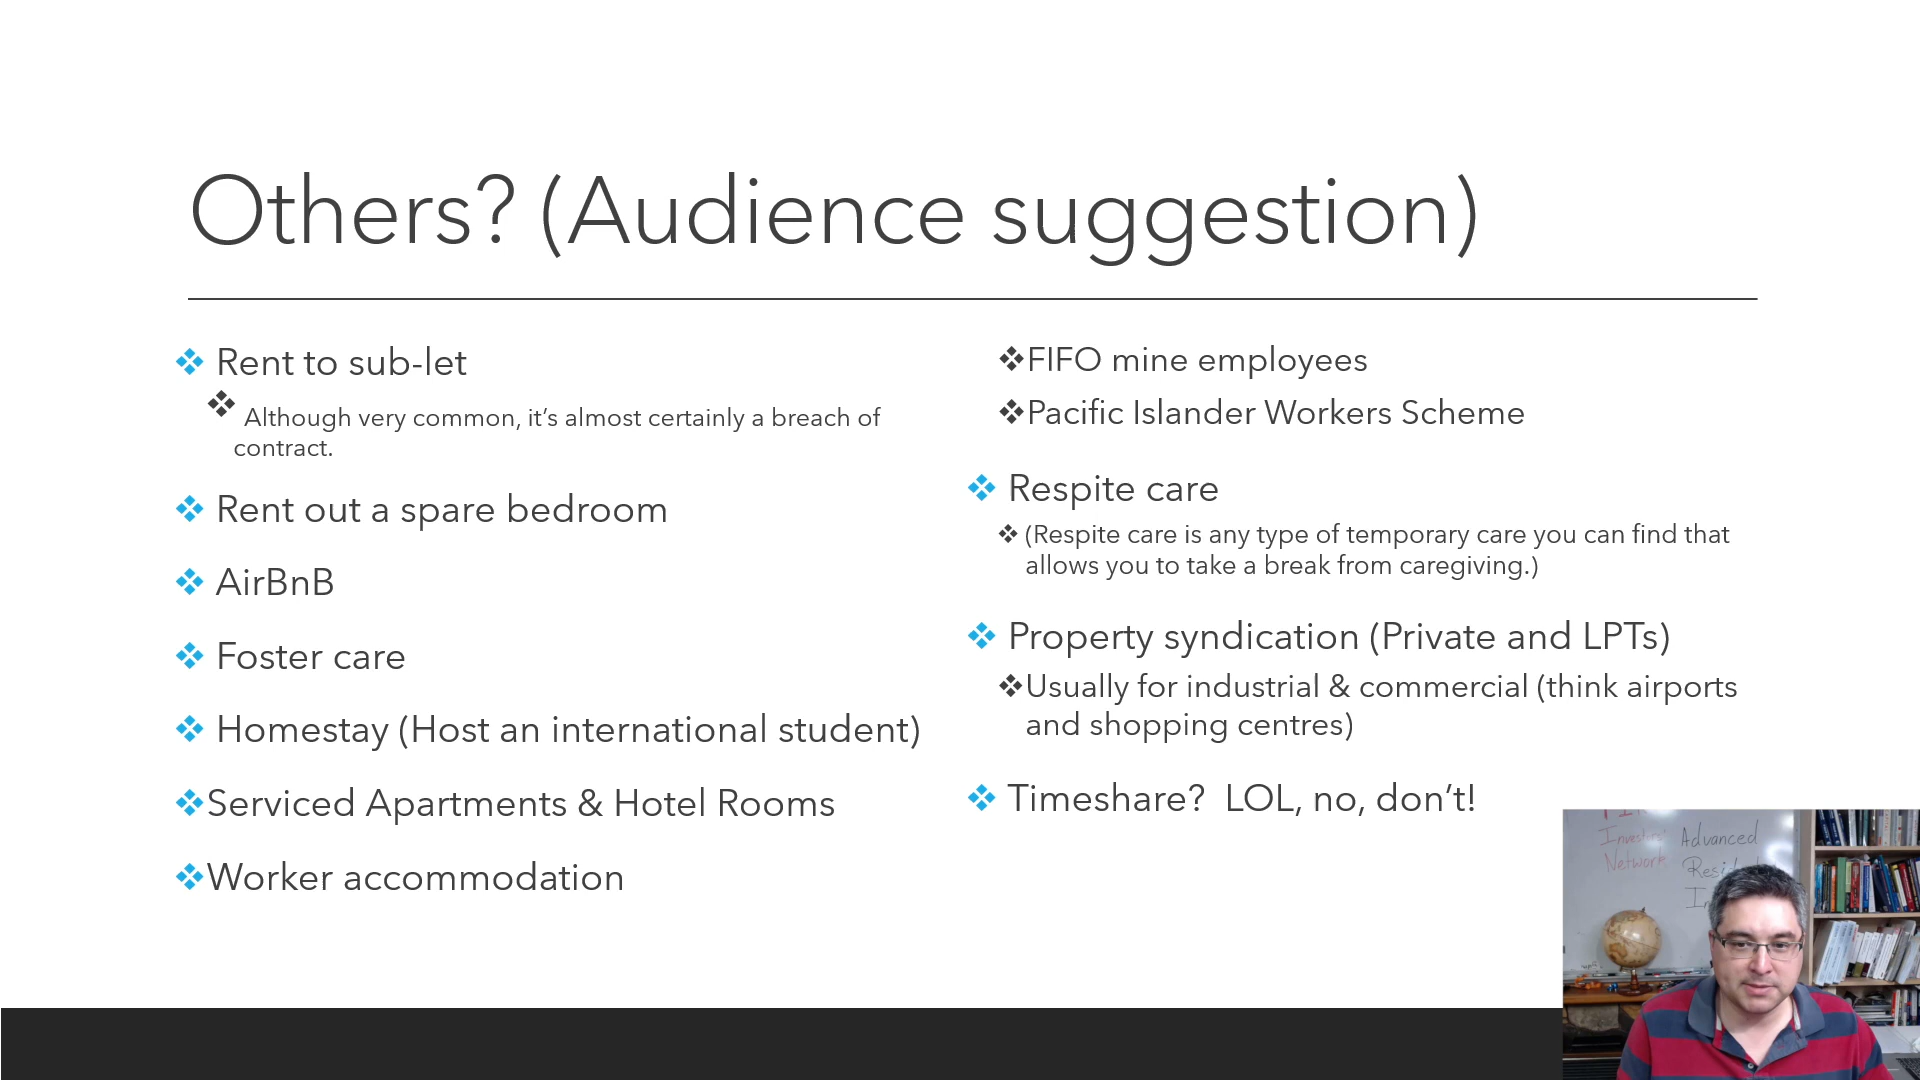 Others? (Audience suggestion)
❖ Rent to sub-let
❖ Although very common, it’s almost certainly a breach of
contract.
❖ Rent out a spare bedroom
❖ AirBnB
❖ Foster care
❖ Homestay (Host an international student)
❖Serviced Apartments & Hotel Rooms
❖Worker accommodation
❖FIFO mine employees
❖Pacific Islander Workers Scheme
❖ Respite care
❖ (Respite care is any type of temporary care you can find that
allows you to take a break from caregiving.)
❖ Property syndication (Private and LPTs)
❖Usually for industrial & commercial (think airports
and shopping centres)
❖ Timeshare?  LOL, no, don’t!
Network
Advanced